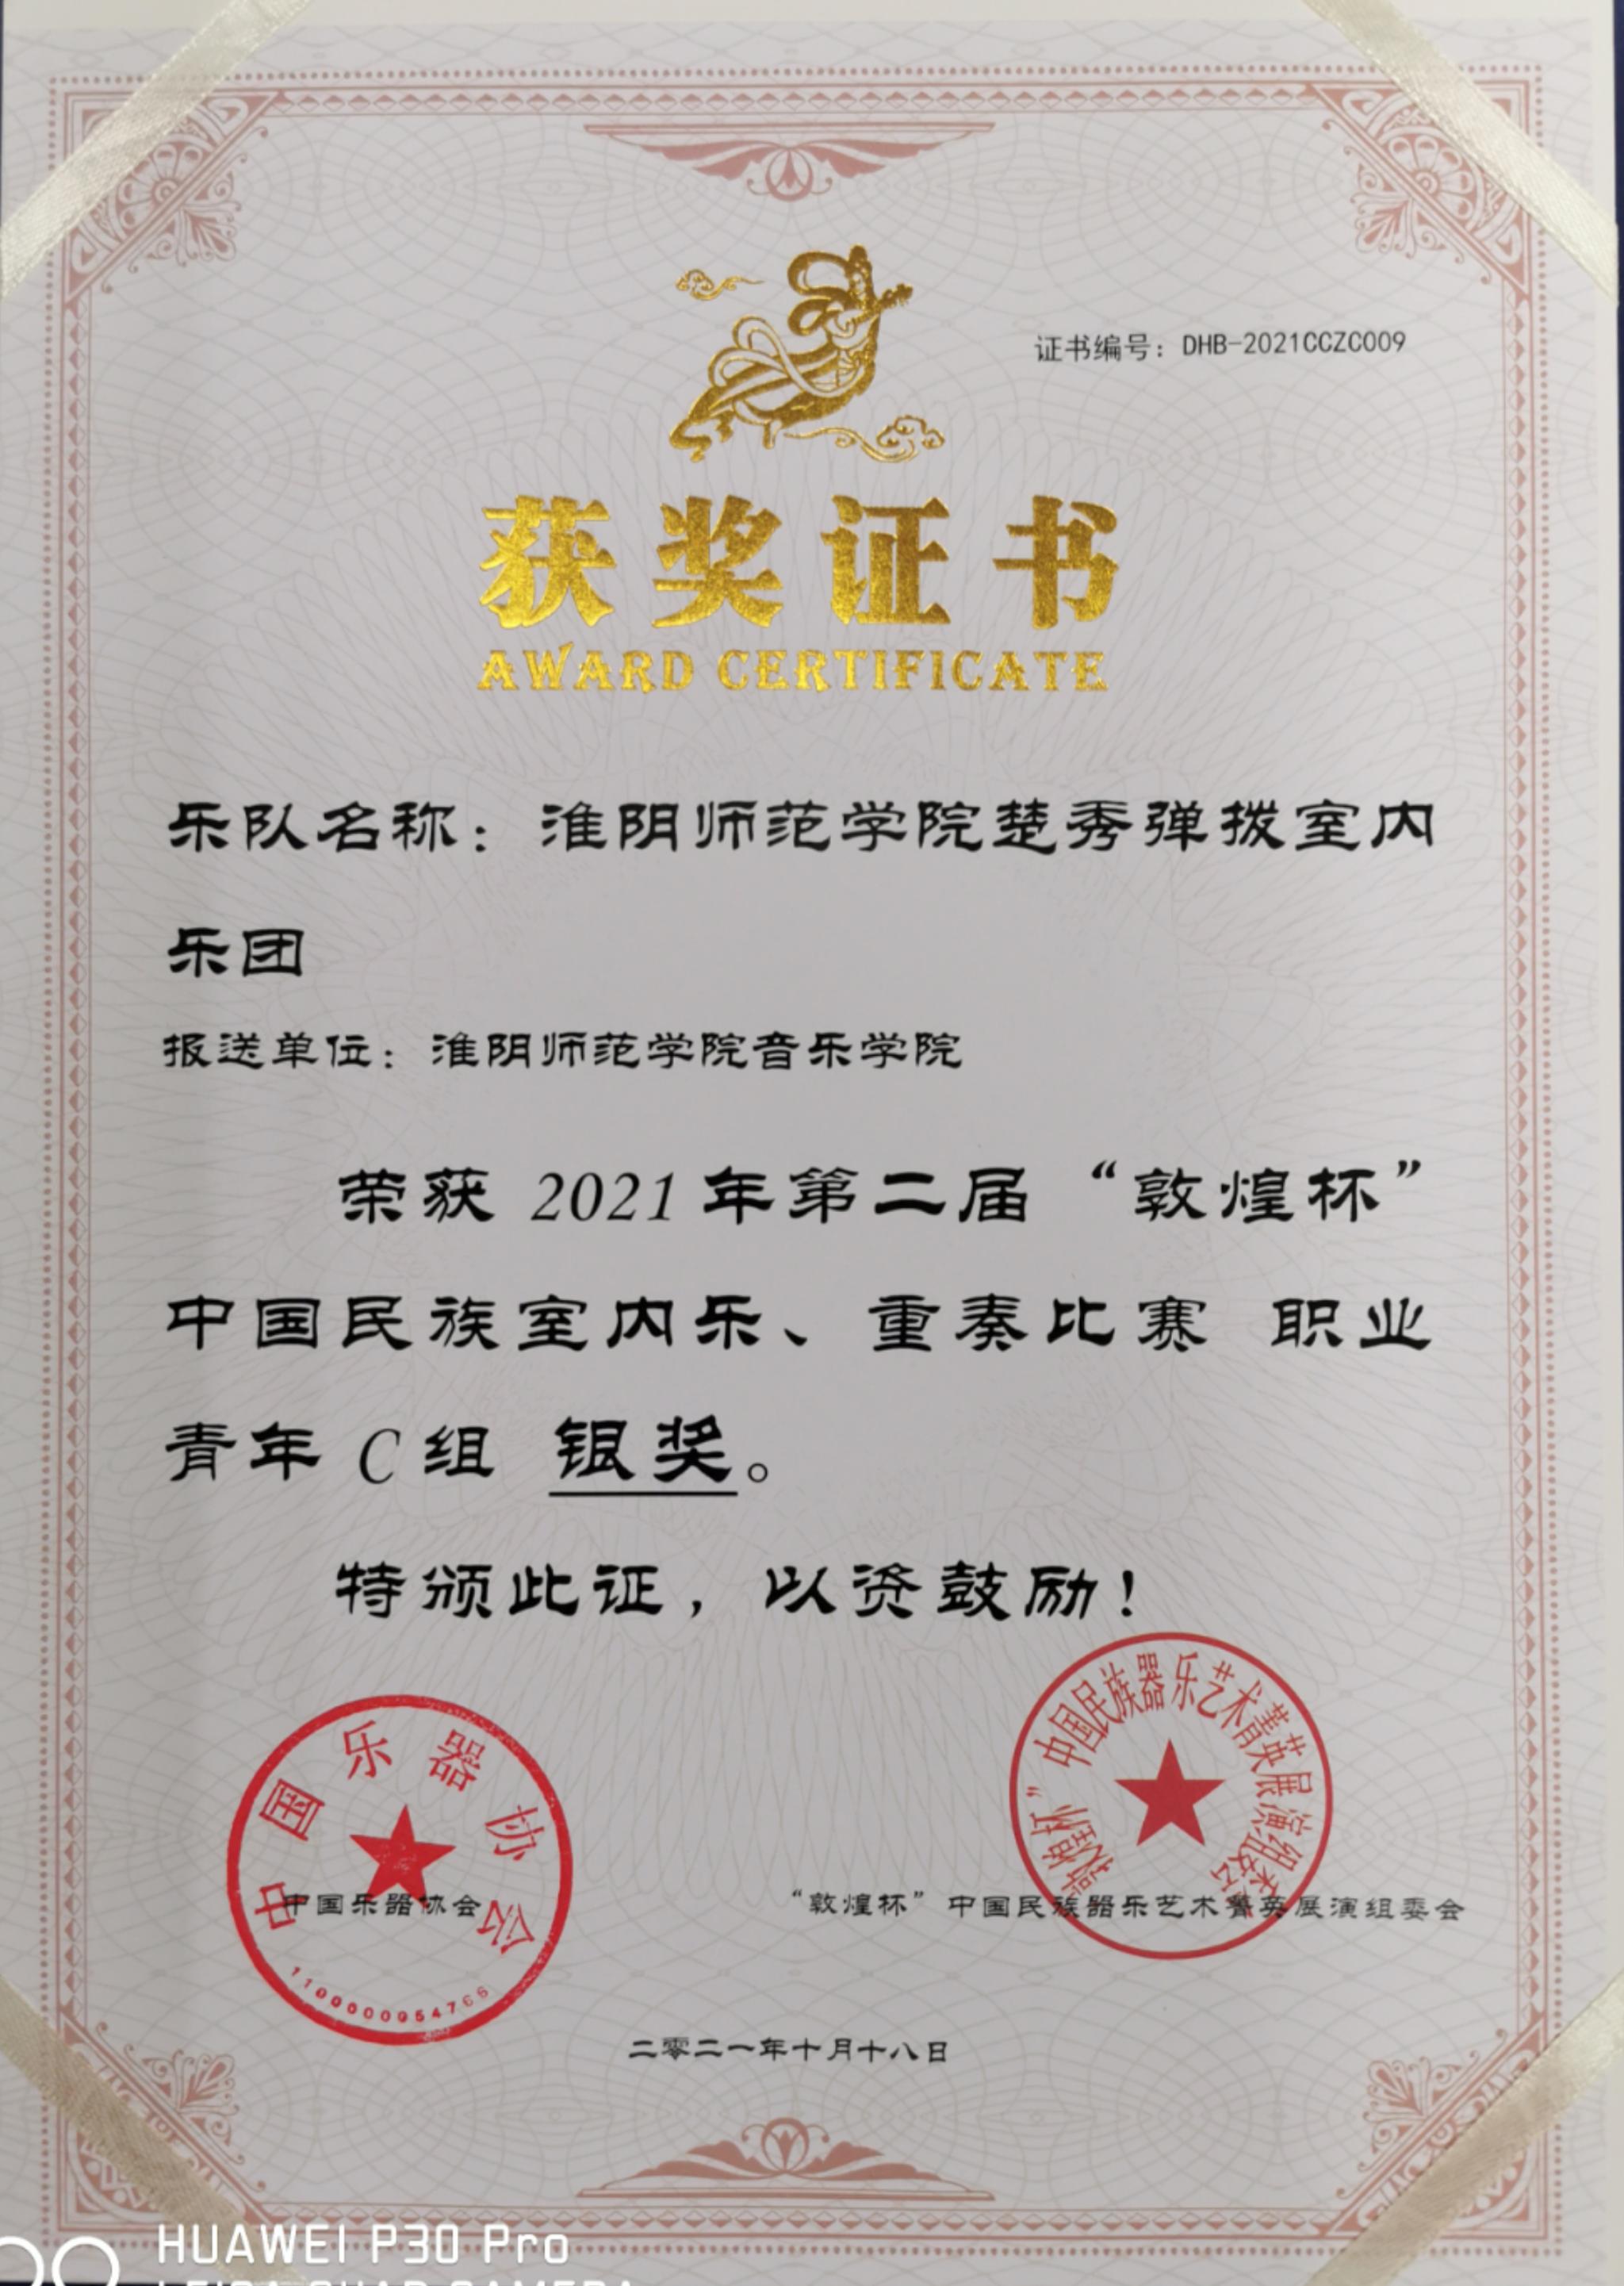 证书编号：DHB-2021CCZC009
获奖证书
AWARD CERTIFICATE
乐队名称：淮阴师范学院楚秀弹拨室内
乐团
报送单位：淮阴师范学院音乐学院
荣获 2021 年第二届 “敦煌杯”
中国民族室内乐、重奏比赛 职业
青年 C 组 银奖。
特颁此证，以资鼓励！
中国乐器协会
1100000954766
中国乐器协会
“敦煌杯”中国民族器乐艺术菁英展演组委会
“敦煌杯”中国民族器乐艺术菁英展演组委会
二零二一年十月十八日
HUAWEI P30 Pro
LEICA QUAD CAMERA